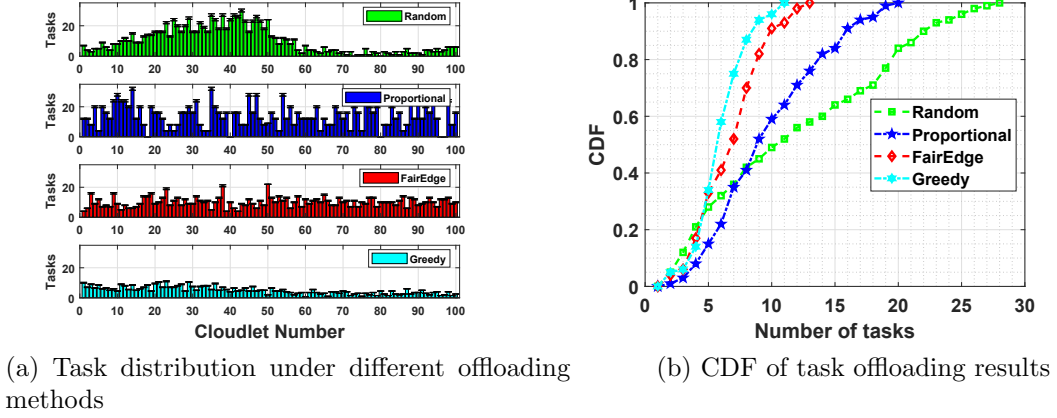 Tasks
20
0
0 10 20 30 40 50 60 70 80 90 100
Random
Tasks
20
0
0 10 20 30 40 50 60 70 80 90 100
Proportional
Tasks
20
0
0 10 20 30 40 50 60 70 80 90 100
FairEdge
Tasks
20
0
0 10 20 30 40 50 60 70 80 90 100
Greedy
Cloudlet Number
(a) Task distribution under different offloading
methods
CDF
1
0.8
0.6
0.4
0.2
0
0 5 10 15 20 25 30
Number of tasks
Random
Proportional
FairEdge
Greedy
(b) CDF of task offloading results